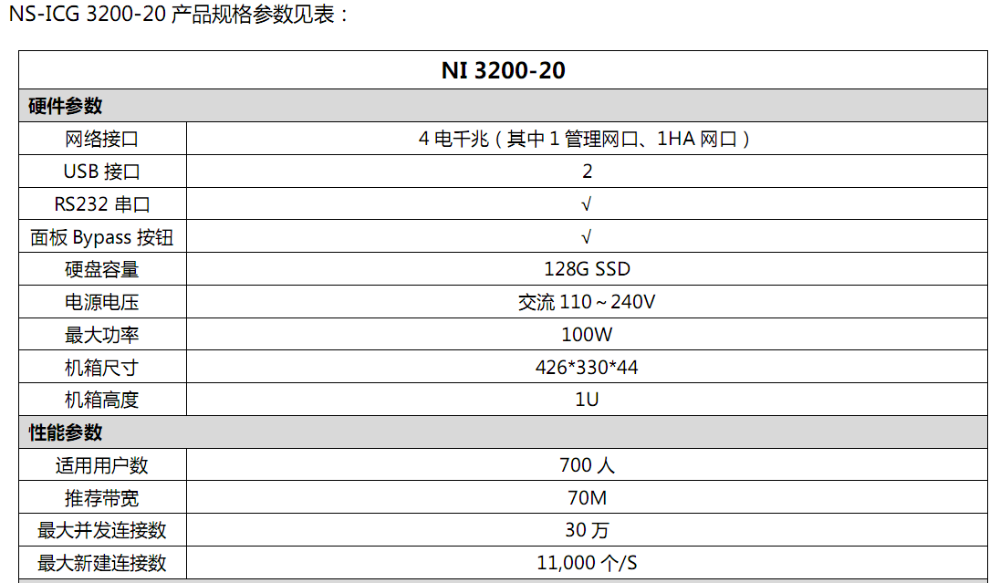 NS-ICG 3200-20 产品规格参数见表：
NI 3200-20
硬件参数
网络接口 4 电千兆（其中 1 管理网口、1HA 网口）
USB 接口 2
RS232 串口 √
面板 Bypass 按钮 √
硬盘容量 128G SSD
电源电压 交流 110～240V
最大功率 100W
机箱尺寸 426*330*44
机箱高度 1U
性能参数
适用用户数 700 人
推荐带宽 70M
最大并发连接数 30 万
最大新建连接数 11,000 个/S